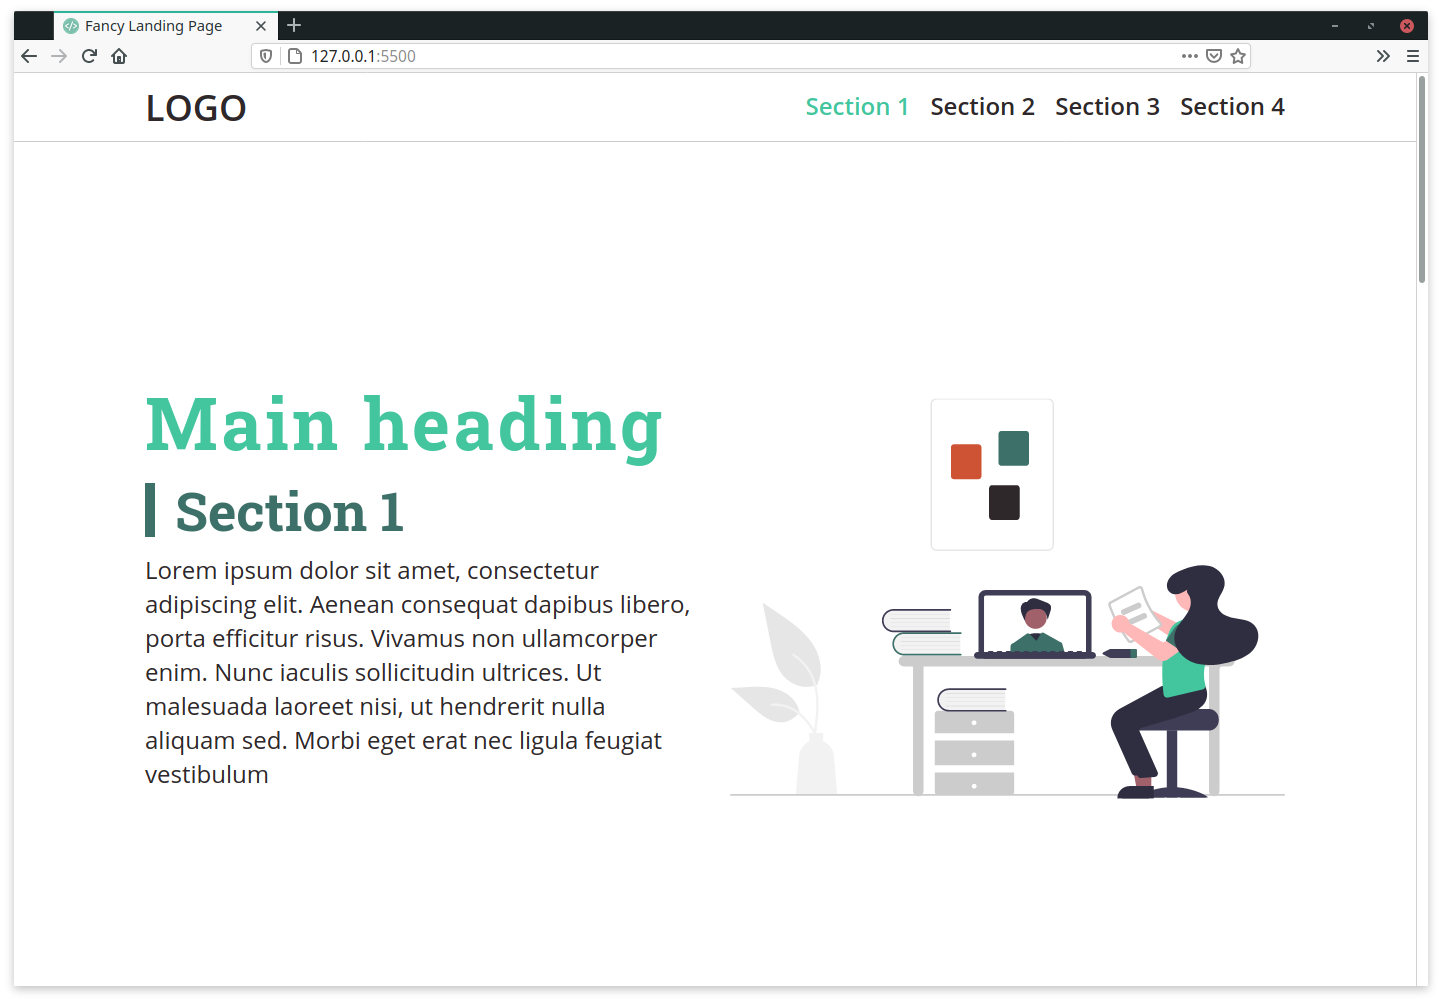 Fancy Landing Page
127.0.0.1:5500
LOGO
Section 1 Section 2 Section 3 Section 4
Main heading
Section 1
Lorem ipsum dolor sit amet, consectetur
adipiscing elit. Aenean consequat dapibus libero,
porta efficitur risus. Vivamus non ullamcorper
enim. Nunc iaculis sollicitudin ultrices. Ut
malesuada laoreet nisi, ut hendrerit nulla
aliquam sed. Morbi eget erat nec ligula feugiat
vestibulum